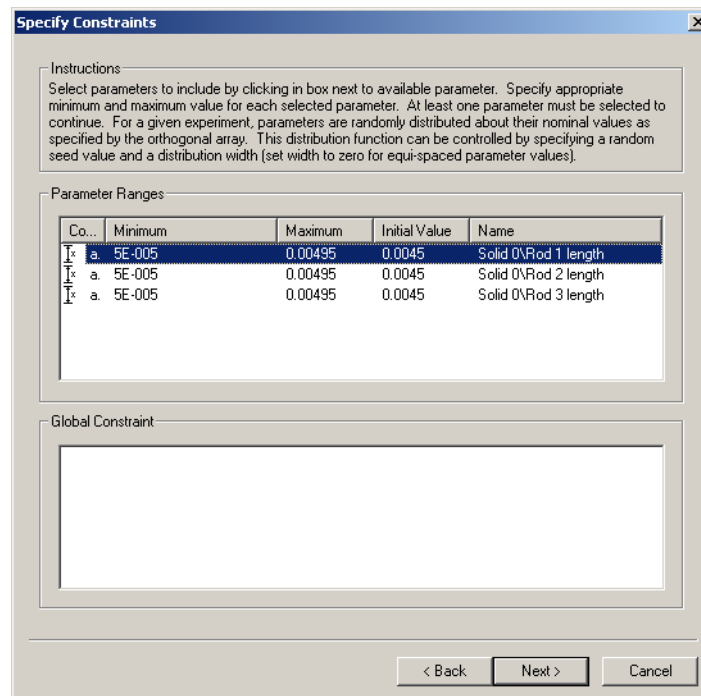 Specify Constraints
Instructions
Select parameters to include by clicking in box next to available parameter. Specify appropriate
minimum and maximum value for each selected parameter. At least one parameter must be selected to
continue. For a given experiment, parameters are randomly distributed about their nominal values as
specified by the orthogonal array. This distribution function can be controlled by specifying a random
seed value and a distribution width (set width to zero for equi-spaced parameter values).
Parameter Ranges
Co... Minimum Maximum Initial Value Name
a. 5E-005 0.00495 0.0045 Solid 0\Rod 1 length
a. 5E-005 0.00495 0.0045 Solid 0\Rod 2 length
a. 5E-005 0.00495 0.0045 Solid 0\Rod 3 length
Global Constraint
< Back Next > Cancel